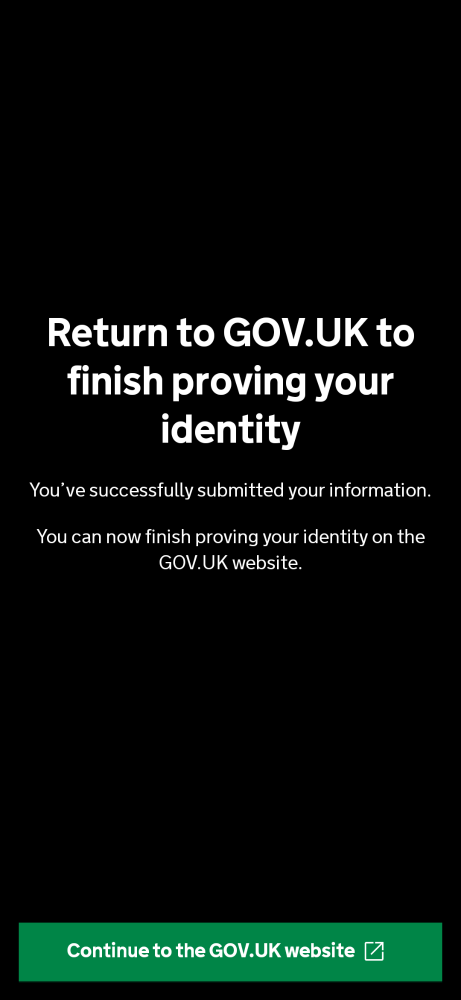 Return to GOV.UK to
finish proving your
identity
You’ve successfully submitted your information.
You can now finish proving your identity on the
GOV.UK website.
Continue to the GOV.UK website